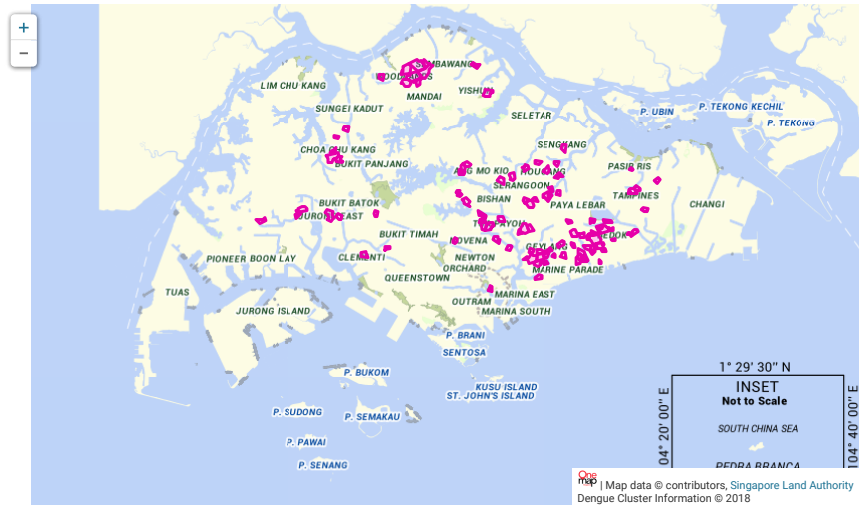 +
−
SEMBAWANG
WOODLANDS
LIM CHU KANG
MANDAI
YISHUN
SUNGEI KADUT
SELETAR
P. UBIN
P. TEKONG KECHIL
P. TEKONG
CHOA CHU KANG
SENGKANG
BUKIT PANJANG
ANG MO KIO
HOUGANG
PASIR RIS
SERANGOON
BUKIT BATOK
BISHAN
PAYA LEBAR
TAMPINES
CHANGI
JURONG EAST
TOA PAYOH
BUKIT TIMAH
NOVENA
GEYLANG
BEDOK
PIONEER
BOON LAY
CLEMENTI
NEWTON
ORCHARD
MARINE PARADE
QUEENSTOWN
TUAS
MARINA EAST
OUTRAM
JURONG ISLAND
MARINA SOUTH
P. BRANI
SENTOSA
P. BUKOM
KUSU ISLAND
ST. JOHN'S ISLAND
P. SUDONG
P. SEMAKAU
P. PAWAI
P. SENANG
1° 29' 30'' N
INSET
Not to Scale
SOUTH CHINA SEA
PEDRA BRANCA
04° 20' 00'' E
104° 40' 00'' E
One map | Map data © contributors, Singapore Land Authority
Dengue Cluster Information © 2018